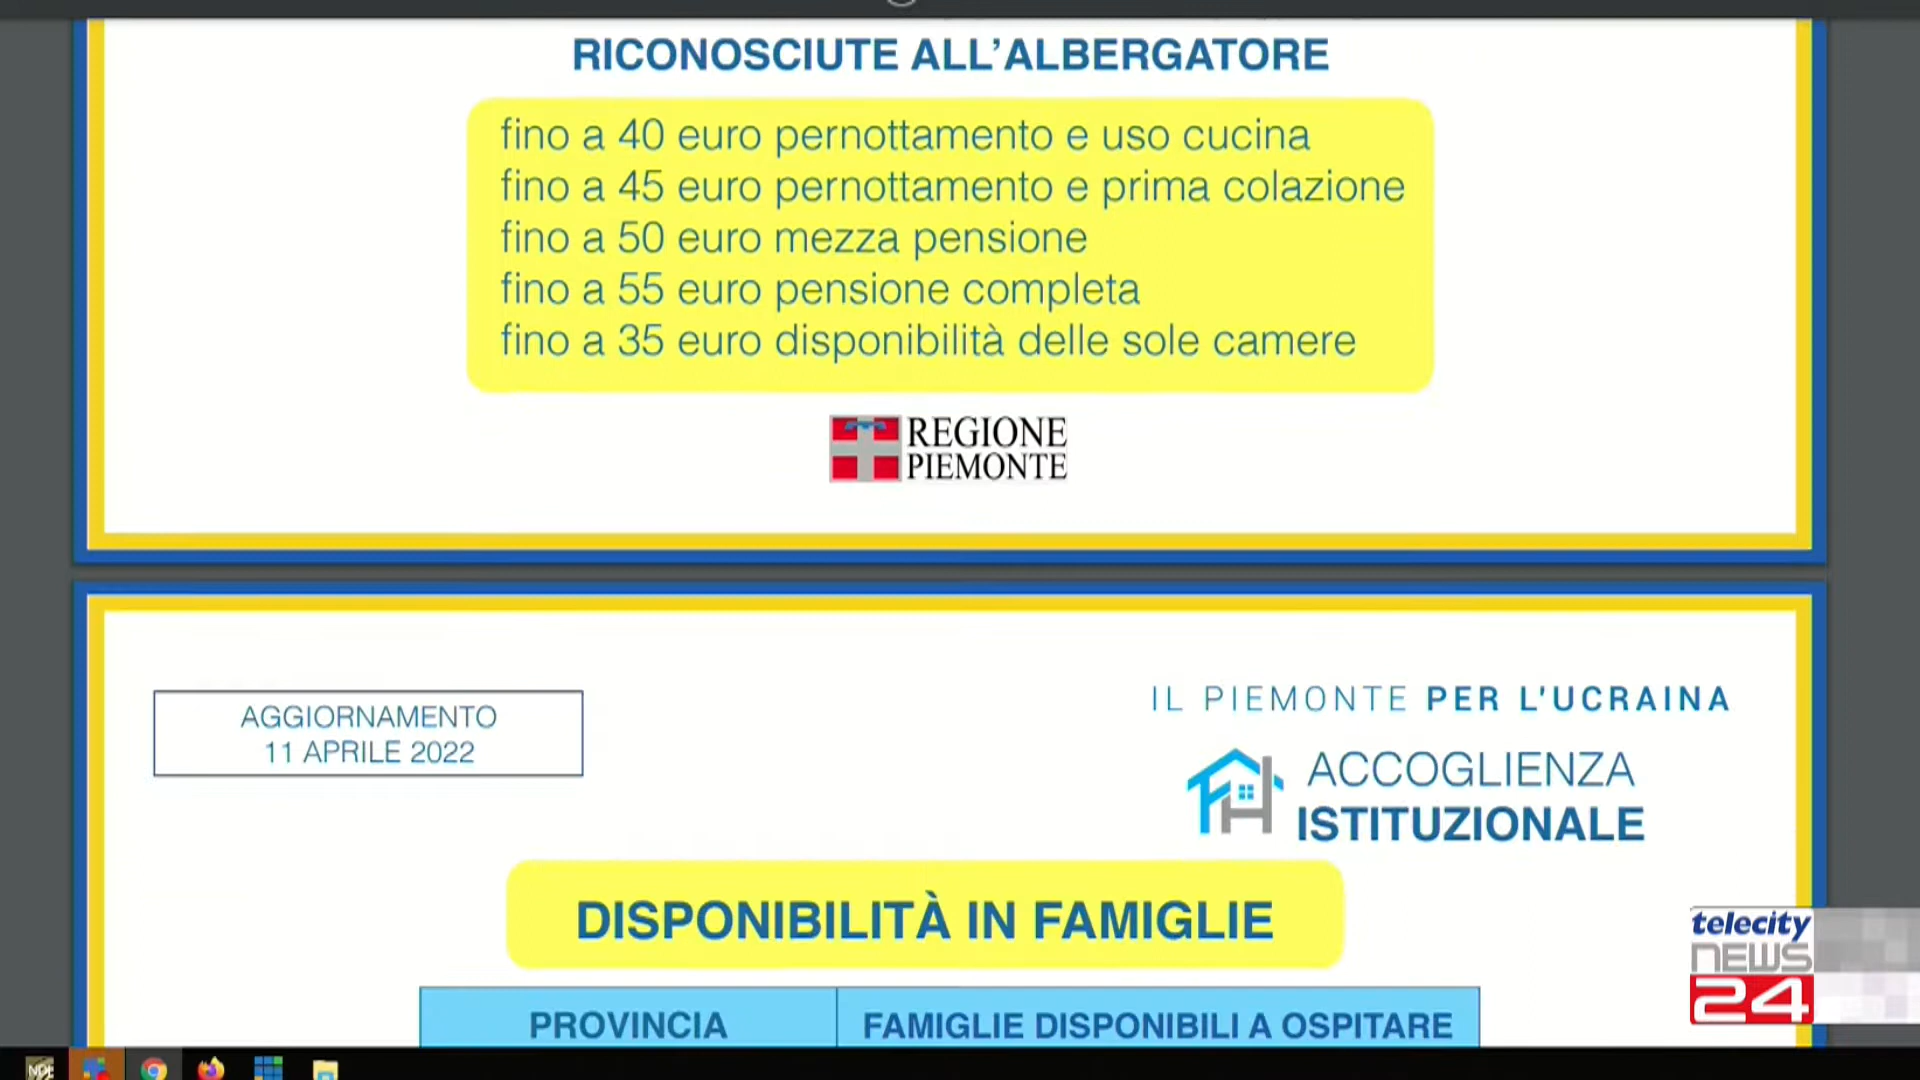 RICONOSCIUTE ALL'ALBERGATORE
fino a 40 euro pernottamento e uso cucina
fino a 45 euro pernottamento e prima colazione
fino a 50 euro mezza pensione
fino a 55 euro pensione completa
fino a 35 euro disponibilità delle sole camere
REGIONE
PIEMONTE
AGGIORNAMENTO
11 APRILE 2022
IL PIEMONTE PER L'UCRAINA
ACCOGLIENZA
ISTITUZIONALE
DISPONIBILITÀ IN FAMIGLIE
PROVINCIA
FAMIGLIE DISPONIBILI A OSPITARE
telecity
NEWS
24